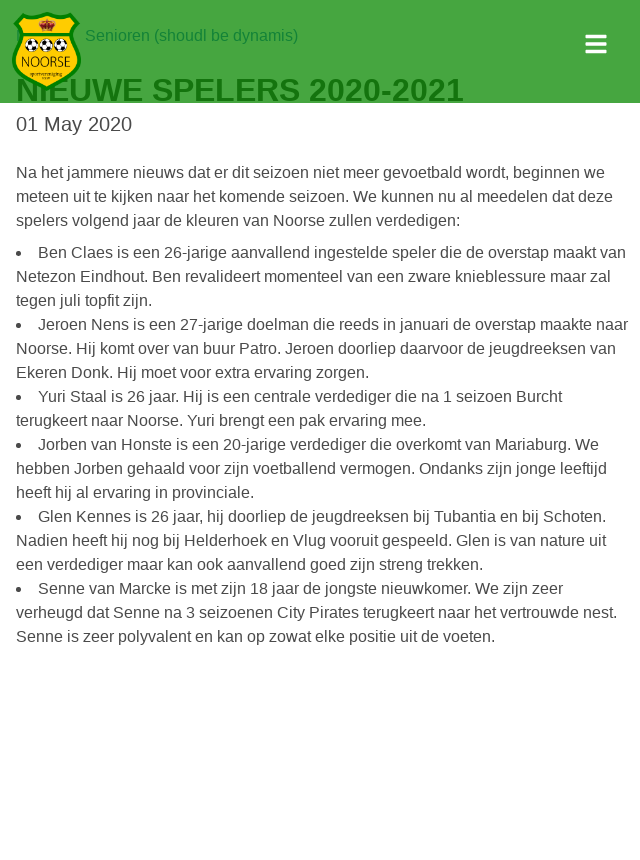 Senioren (shoudl be dynamis)
NOORSE
sportvereniging
NIEUWE SPELERS 2020-2021
01 May 2020
Na het jammere nieuws dat er dit seizoen niet meer gevoetbald wordt, beginnen we
meteen uit te kijken naar het komende seizoen. We kunnen nu al meedelen dat deze
spelers volgend jaar de kleuren van Noorse zullen verdedigen:
• Ben Claes is een 26-jarige aanvallend ingestelde speler die de overstap maakt van
Netezon Eindhout. Ben revalideert momenteel van een zware knieblessure maar zal
tegen juli topfit zijn.
• Jeroen Nens is een 27-jarige doelman die reeds in januari de overstap maakte naar
Noorse. Hij komt over van buur Patro. Jeroen doorliep daarvoor de jeugdreeksen van
Ekeren Donk. Hij moet voor extra ervaring zorgen.
• Yuri Staal is 26 jaar. Hij is een centrale verdediger die na 1 seizoen Burcht
terugkeert naar Noorse. Yuri brengt een pak ervaring mee.
• Jorben van Honste is een 20-jarige verdediger die overkomt van Mariaburg. We
hebben Jorben gehaald voor zijn voetballend vermogen. Ondanks zijn jonge leeftijd
heeft hij al ervaring in provinciale.
• Glen Kennes is 26 jaar, hij doorliep de jeugdreeksen bij Tubantia en bij Schoten.
Nadien heeft hij nog bij Helderhoek en Vlug vooruit gespeeld. Glen is van nature uit
een verdediger maar kan ook aanvallend goed zijn streng trekken.
• Senne van Marcke is met zijn 18 jaar de jongste nieuwkomer. We zijn zeer
verheugd dat Senne na 3 seizoenen City Pirates terugkeert naar het vertrouwde nest.
Senne is zeer polyvalent en kan op zowat elke positie uit de voeten.